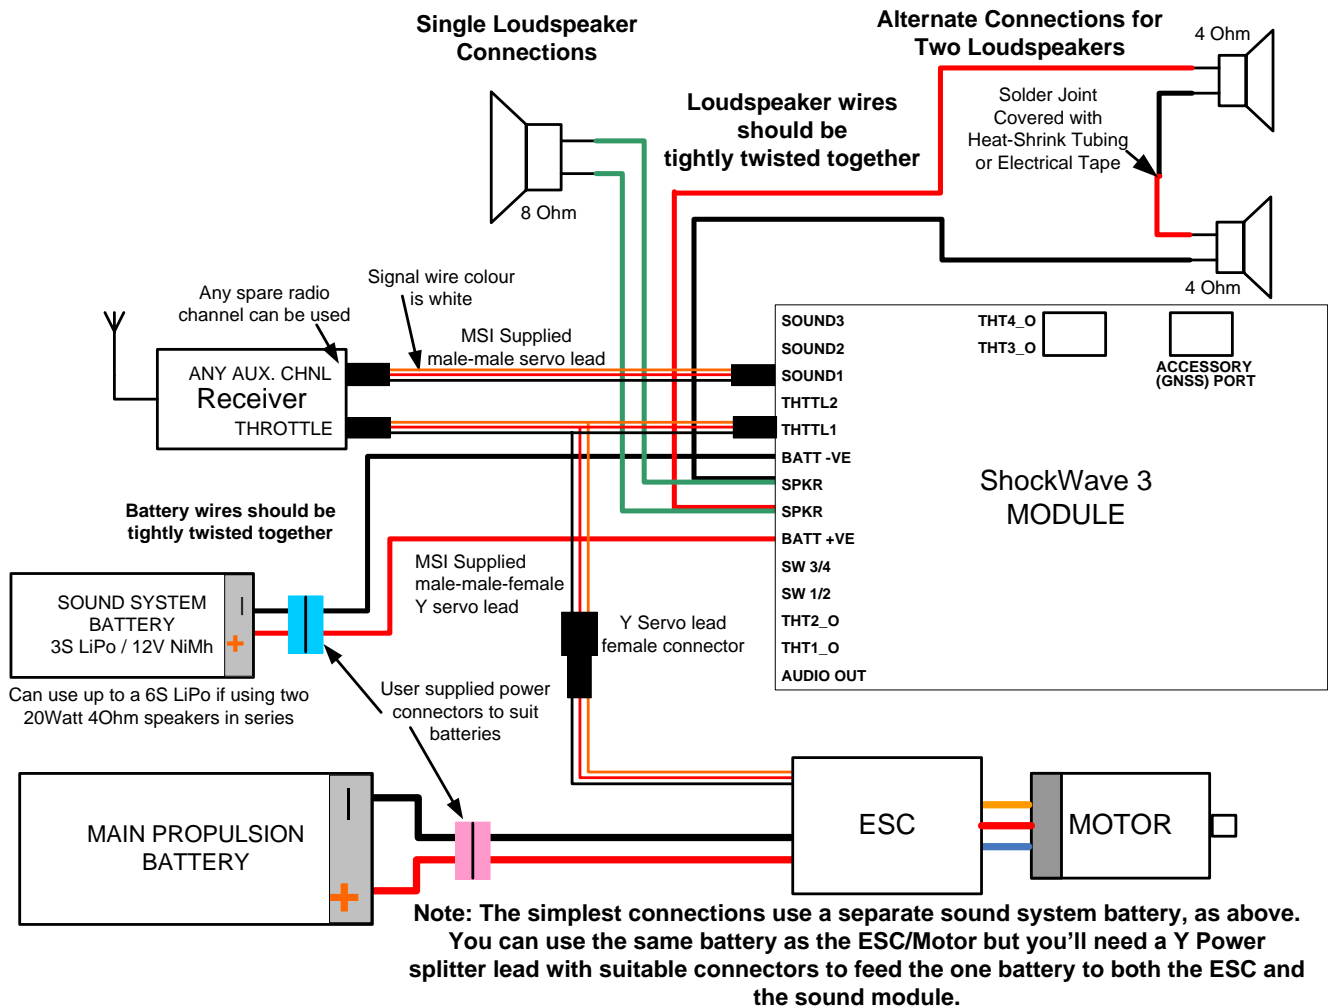 Single Loudspeaker
Connections
Alternate Connections for
Two Loudspeakers
4 Ohm
Loudspeaker wires
should be
tightly twisted together
Solder Joint
Covered with
Heat-Shrink Tubing
or Electrical Tape
8 Ohm
4 Ohm
Any spare radio
channel can be used
Signal wire colour
is white
MSI Supplied
male-male servo lead
ANY AUX. CHNL
Receiver
THROTTLE
SOUND3
SOUND2
SOUND1
THTTL2
THTTL1
BATT -VE
SPKR
SPKR
BATT +VE
SW 3/4
SW 1/2
THT2_O
THT1_O
AUDIO OUT
THT4_O
THT3_O
ACCESSORY
(GNSS) PORT
ShockWave 3
MODULE
Battery wires should be
tightly twisted together
MSI Supplied
male-male-female
Y servo lead
SOUND SYSTEM
BATTERY
3S LiPo / 12V NiMh
–
+
Y Servo lead
female connector
Can use up to a 6S LiPo if using two
20Watt 4Ohm speakers in series
User supplied power
connectors to suit
batteries
MAIN PROPULSION
BATTERY
–
+
ESC
MOTOR
Note: The simplest connections use a separate sound system battery, as above.
You can use the same battery as the ESC/Motor but you’ll need a Y Power
splitter lead with suitable connectors to feed the one battery to both the ESC and
the sound module.